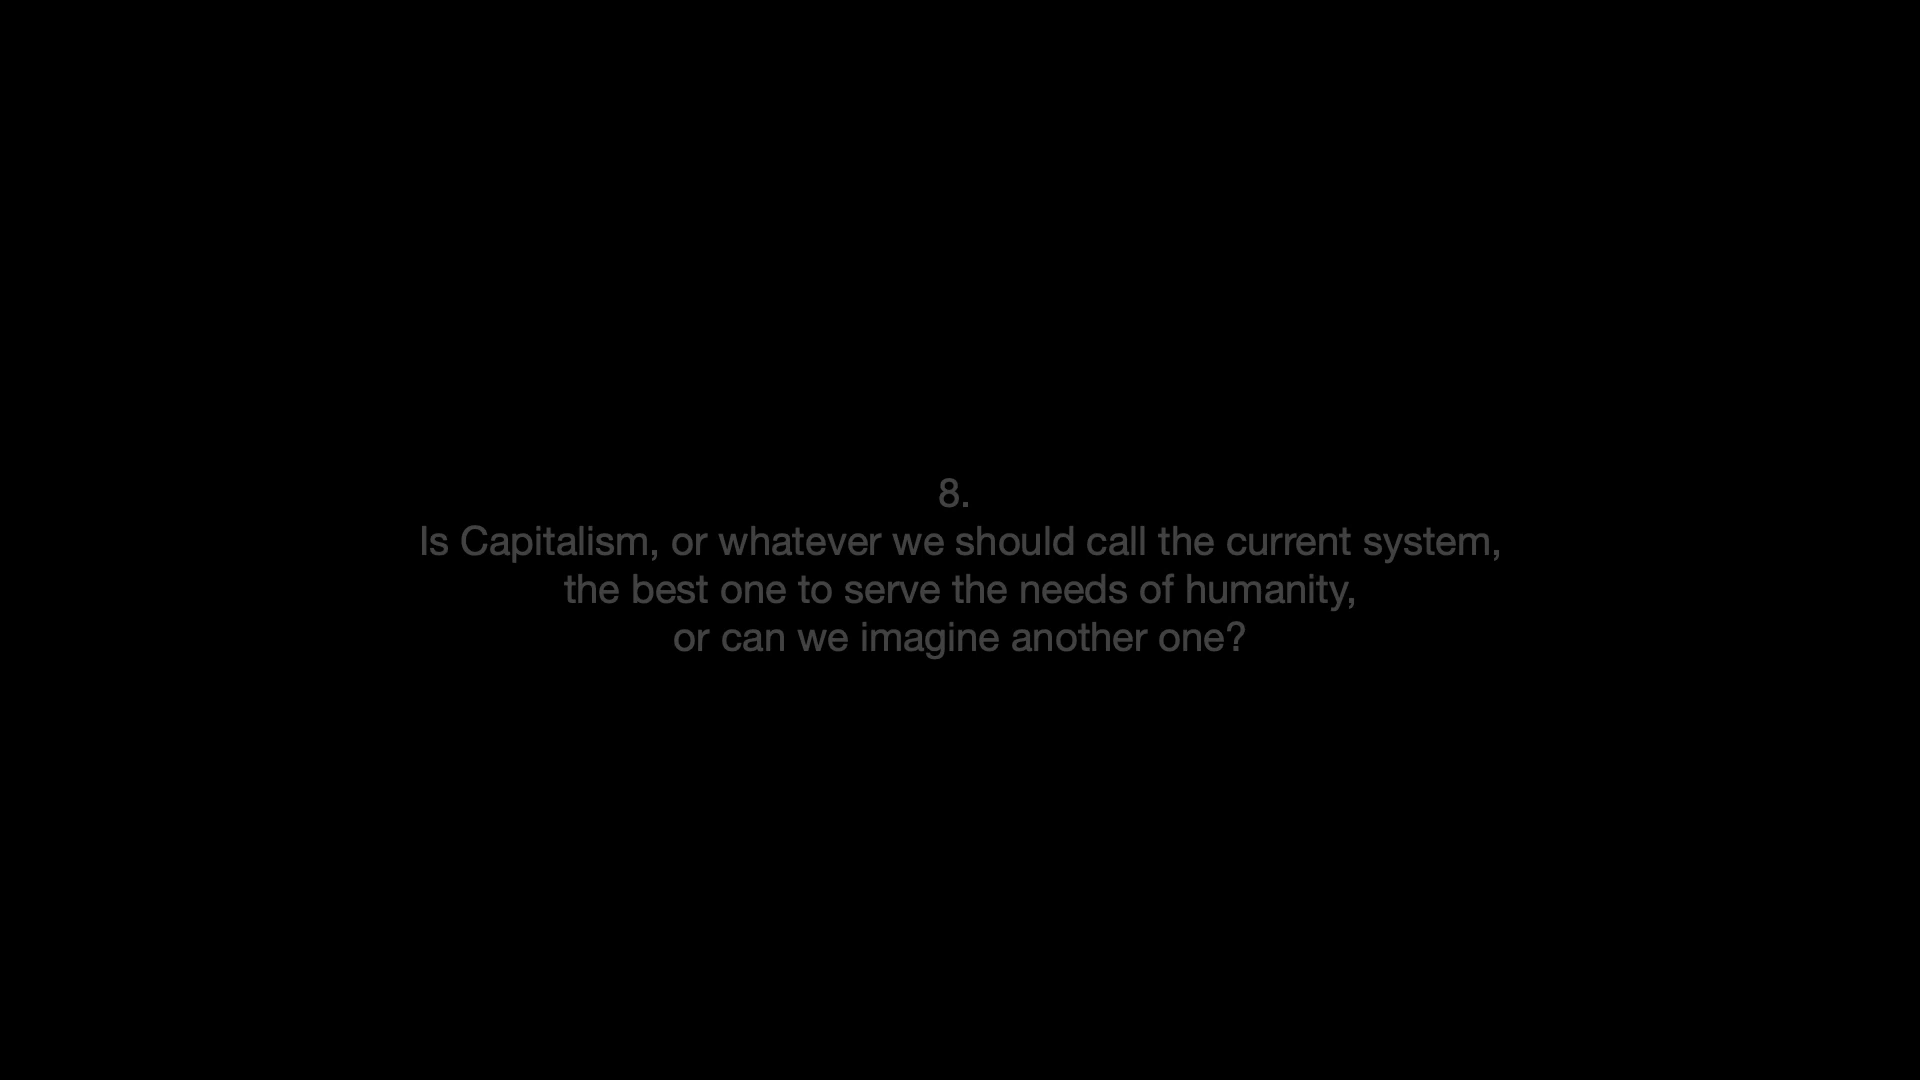 8.
Is Capitalism, or whatever we should call the current system,
the best one to serve the needs of humanity,
or can we imagine another one?